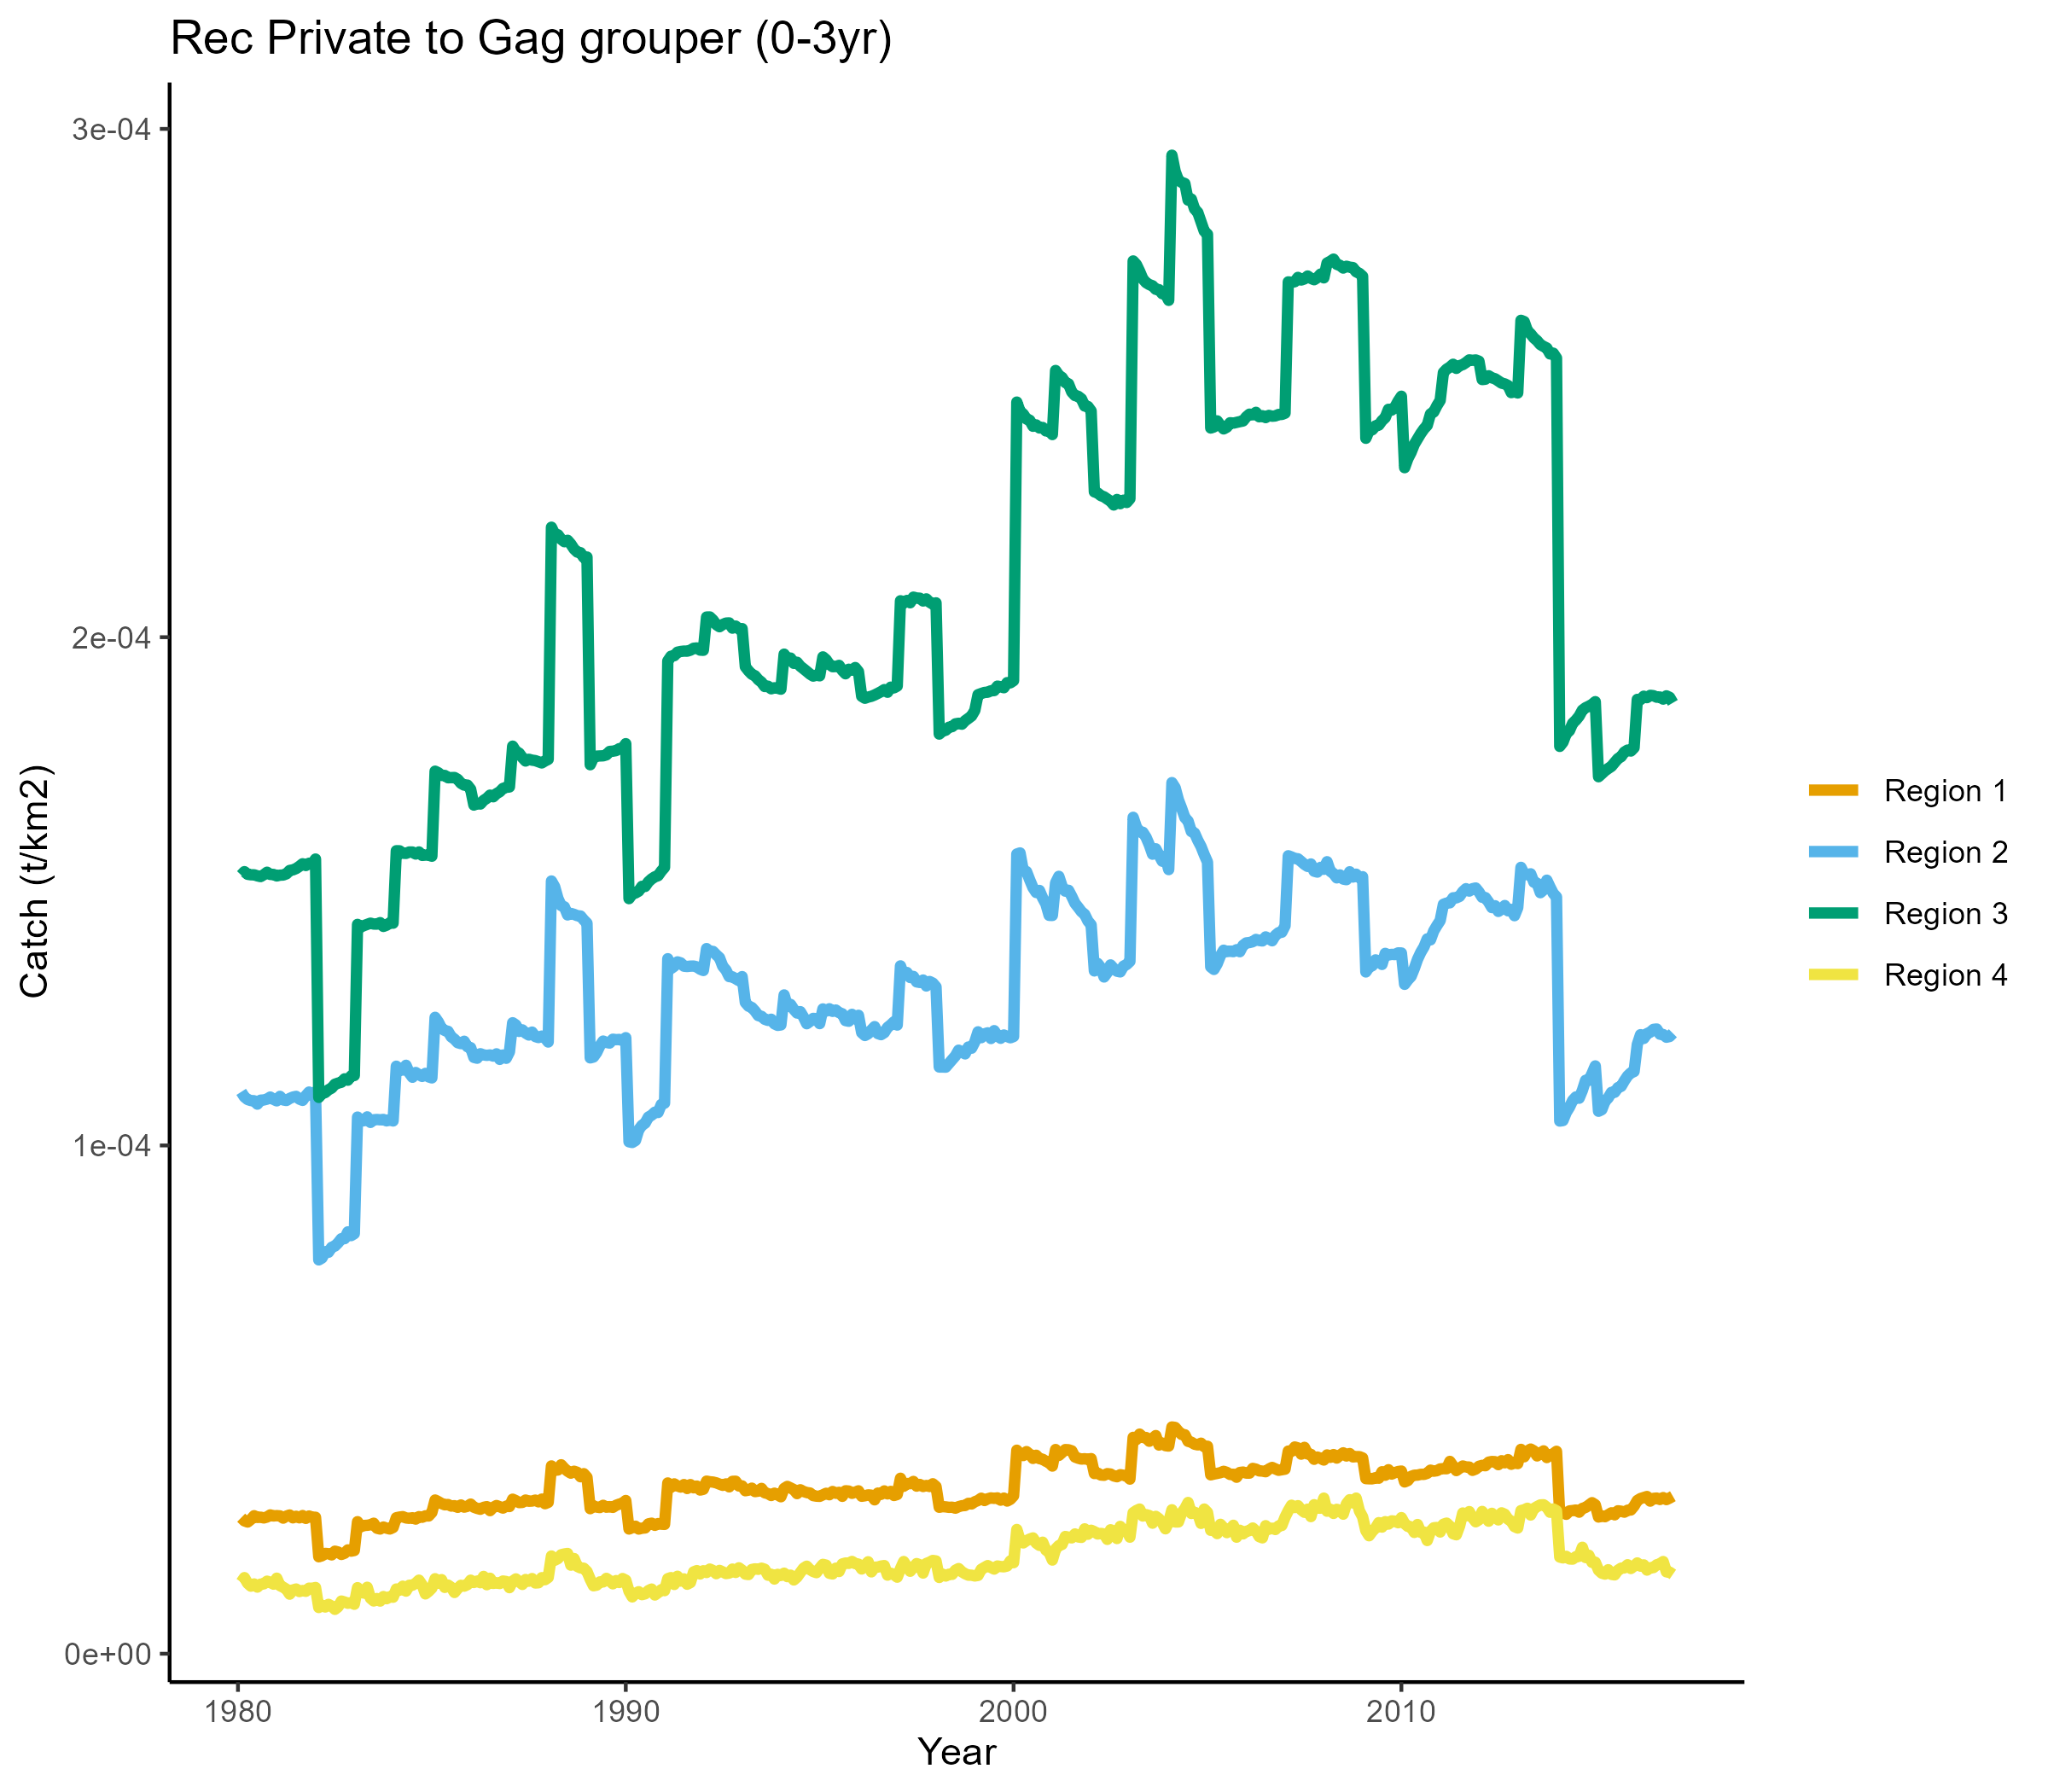 Rec Private to Gag grouper (0-3yr)
Catch (t/km2)
3e-04
2e-04
1e-04
0e+00
1980 1990 2000 2010
Year
Region 1
Region 2
Region 3
Region 4